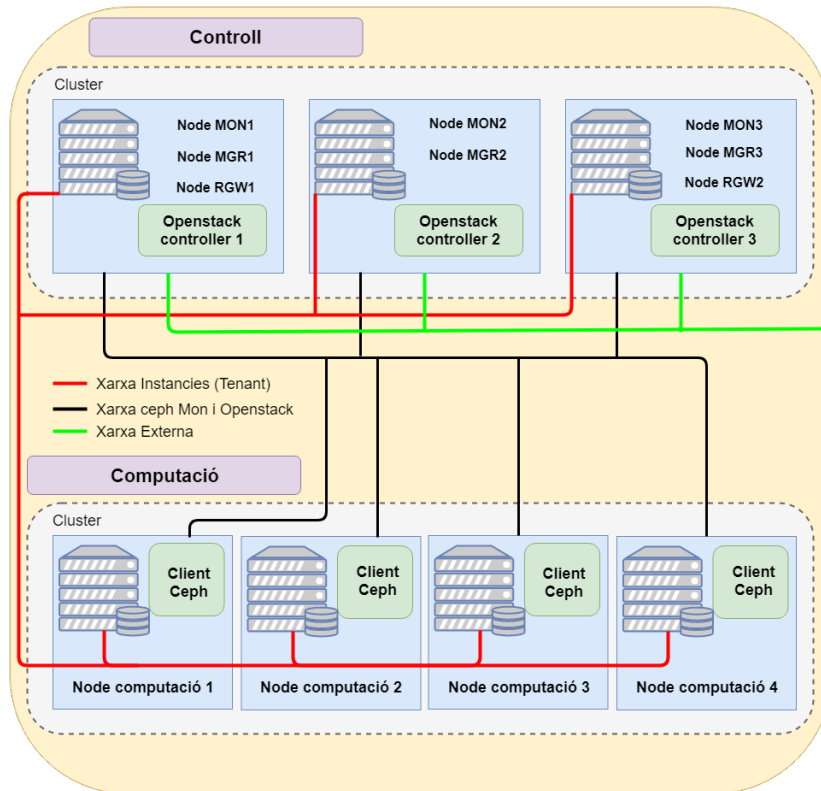 Controll
Cluster
Node MON1
Node MGR1
Node RGW1
Openstack
controller 1
Node MON2
Node MGR2
Openstack
controller 2
Node MON3
Node MGR3
Node RGW2
Openstack
controller 3
Xarxa Instancies (Tenant)
Xarxa ceph Mon i Openstack
Xarxa Externa
Computació
Cluster
Client
Ceph
Node computació 1
Client
Ceph
Node computació 2
Client
Ceph
Node computació 3
Client
Ceph
Node computació 4